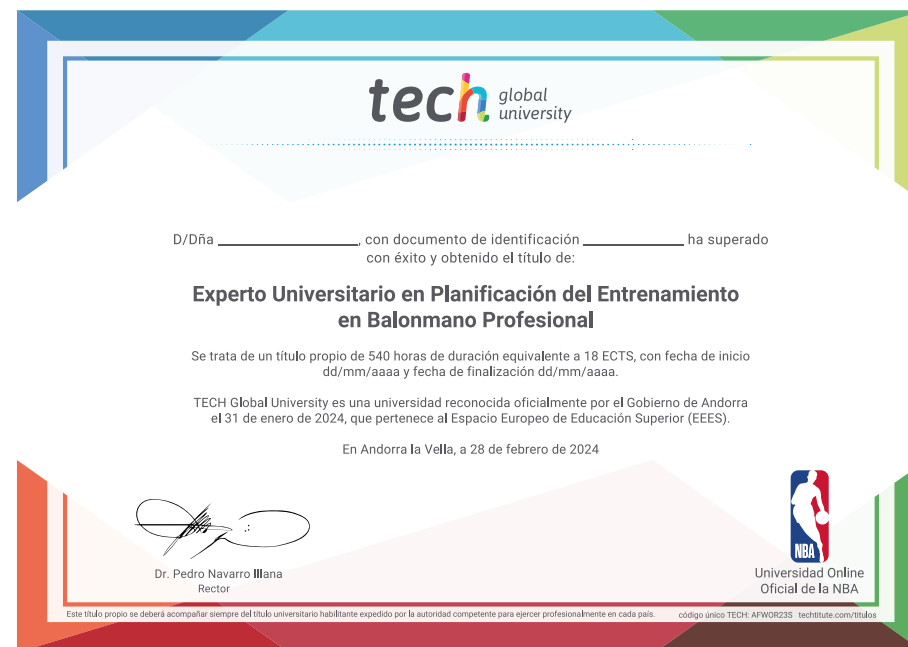 tech global university
D/Dña ______________, con documento de identificación __________ ha superado
con éxito y obtenido el título de:
Experto Universitario en Planificación del Entrenamiento
en Balonmano Profesional
Se trata de un título propio de 540 horas de duración equivalente a 18 ECTS, con fecha de inicio
dd/mm/aaaa y fecha de finalización dd/mm/aaaa.
TECH Global University es una universidad reconocida oficialmente por el Gobierno de Andorra
el 31 de enero de 2024, que pertenece al Espacio Europeo de Educación Superior (EEES).
En Andorra la Vella, a 28 de febrero de 2024
Dr. Pedro Navarro Illana
Rector
NBA
Universidad Online
Oficial de la NBA
Este título propio se deberá acompañar siempre del título universitario habilitante expedido por la autoridad competente para ejercer profesionalmente en cada país.
código único TECH: AFWOR23S techtitute.com/titulos